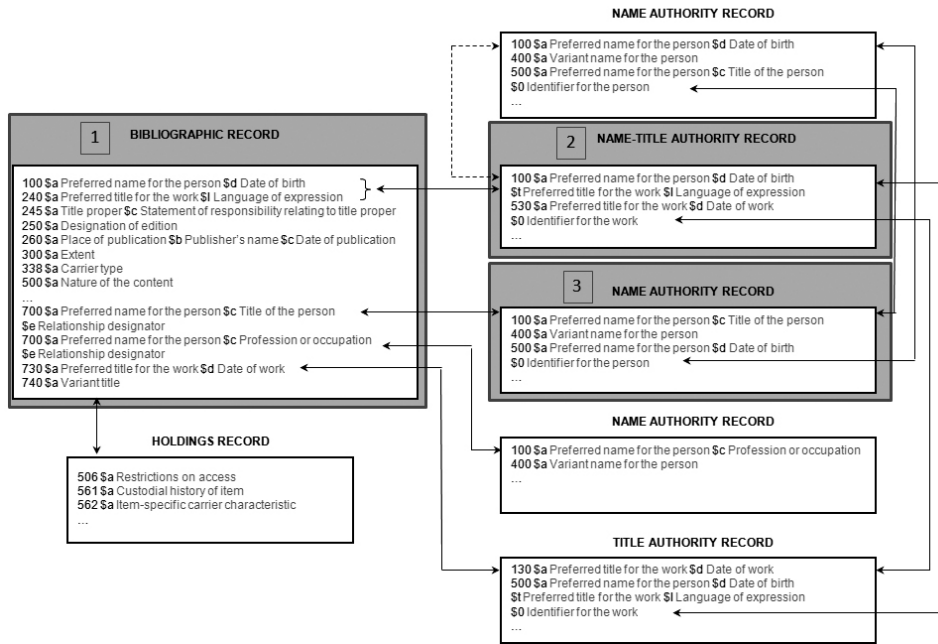 NAME AUTHORITY RECORD
100 $a Preferred name for the person $d Date of birth
400 $a Variant name for the person
500 $a Preferred name for the person $c Title of the person
$0 Identifier for the person
...
1
BIBLIOGRAPHIC RECORD
100 $a Preferred name for the person $d Date of birth
240 $a Preferred title for the work $l Language of expression
245 $a Title proper $c Statement of responsibility relating to title proper
250 $a Designation of edition
260 $a Place of publication $b Publisher's name $c Date of publication
300 $a Extent
338 $a Carrier type
500 $a Nature of the content
...
700 $a Preferred name for the person $c Title of the person
$e Relationship designator
700 $a Preferred name for the person $c Profession or occupation
$e Relationship designator
730 $a Preferred title for the work $d Date of work
740 $a Variant title
HOLDINGS RECORD
506 $a Restrictions on access
561 $a Custodial history of item
562 $a Item-specific carrier characteristic
...
2
NAME-TITLE AUTHORITY RECORD
100 $a Preferred name for the person $d Date of birth
$t Preferred title for the work $l Language of expression
530 $a Preferred title for the work $d Date of work
$0 Identifier for the work
...
3
NAME AUTHORITY RECORD
100 $a Preferred name for the person $c Title of the person
400 $a Variant name for the person
500 $a Preferred name for the person $d Date of birth
$0 Identifier for the person
...
NAME AUTHORITY RECORD
100 $a Preferred name for the person $c Profession or occupation
400 $a Variant name for the person
...
TITLE AUTHORITY RECORD
130 $a Preferred title for the work $d Date of work
500 $a Preferred name for the person $d Date of birth
$t Preferred title for the work $l Language of expression
$0 Identifier for the work
...